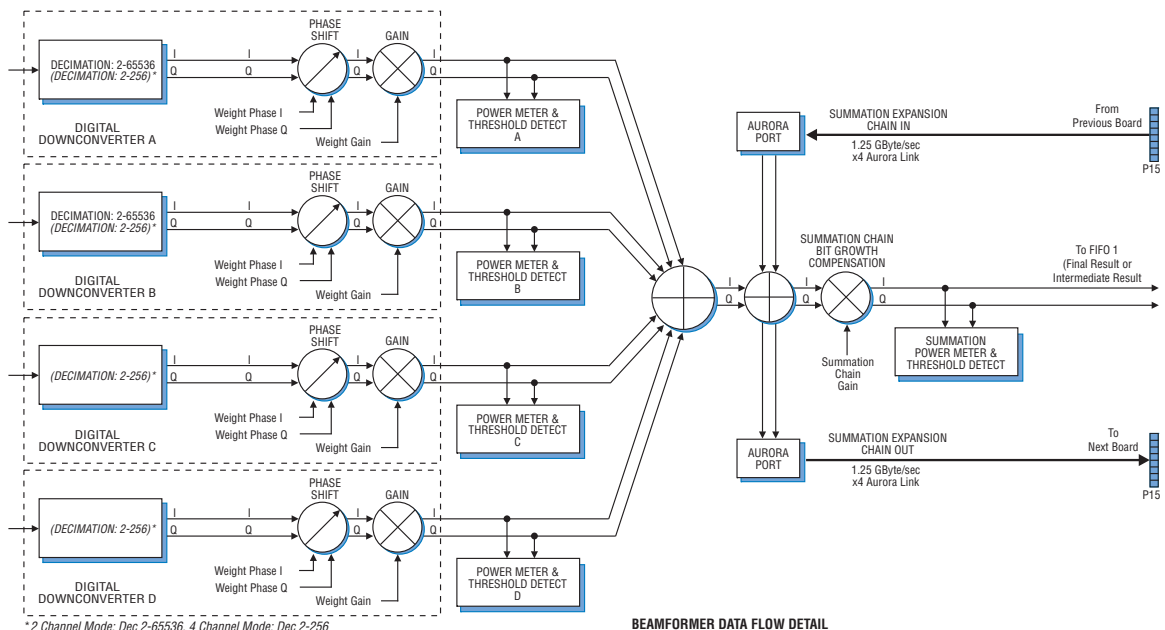 PHASE
SHIFT
GAIN
DECIMATION: 2-65536
(DECIMATION: 2-256)*
I
Q
I
Q
I
Q
I
Q
Weight Phase I
Weight Phase Q
Weight Gain
DIGITAL
DOWNCONVERTER A
POWER METER &
THRESHOLD DETECT
A
PHASE
SHIFT
GAIN
DECIMATION: 2-65536
(DECIMATION: 2-256)*
I
Q
I
Q
I
Q
I
Q
Weight Phase I
Weight Phase Q
Weight Gain
DIGITAL
DOWNCONVERTER B
POWER METER &
THRESHOLD DETECT
B
PHASE
SHIFT
GAIN
(DECIMATION: 2-256)*
I
Q
I
Q
I
Q
I
Q
Weight Phase I
Weight Phase Q
Weight Gain
DIGITAL
DOWNCONVERTER C
POWER METER &
THRESHOLD DETECT
C
PHASE
SHIFT
GAIN
(DECIMATION: 2-256)*
I
Q
I
Q
I
Q
I
Q
Weight Phase I
Weight Phase Q
Weight Gain
DIGITAL
DOWNCONVERTER D
POWER METER &
THRESHOLD DETECT
D
* 2 Channel Mode: Dec 2-65536, 4 Channel Mode: Dec 2-256
AURORA
PORT
SUMMATION EXPANSION
CHAIN IN
1.25 GByte/sec
x4 Aurora Link
From
Previous Board
P15
I
Q
I
Q
SUMMATION CHAIN
BIT GROWTH
COMPENSATION
I
Q
Summation
Chain
Gain
To FIFO 1
(Final Result or
Intermediate Result
SUMMATION
POWER METER &
THRESHOLD DETECT
AURORA
PORT
SUMMATION EXPANSION
CHAIN OUT
1.25 GByte/sec
x4 Aurora Link
To
Next Board
P15
BEAMFORMER DATA FLOW DETAIL